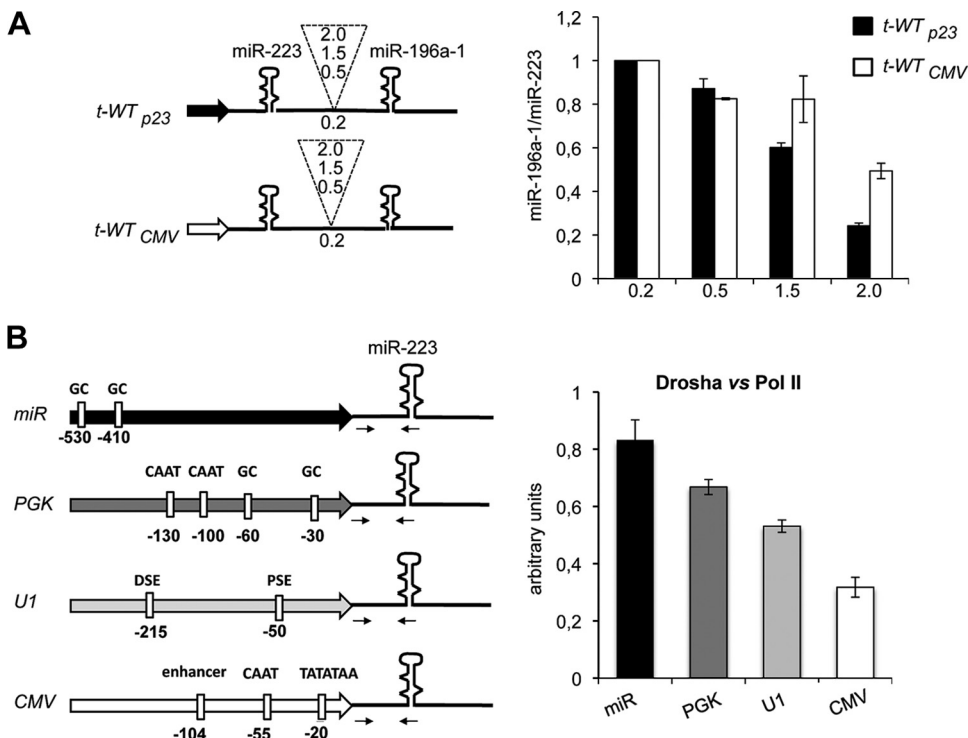 A
miR-223
2.0
1.5
0.5
miR-196a-1
t-WT p23
0.2
2.0
1.5
0.5
t-WT CMV
0.2
miR-196a-1/miR-223
1,2
1
0,8
0,6
0,4
0,2
0
0.2 0.5 1.5 2.0
t-WT p23
t-WT CMV
B
miR-223
GC GC
miR
-530 -410
CAAT CAAT GC GC
PGK
-130 -100 -60 -30
DSE PSE
U1
-215 -50
enhancer CAAT TATATAA
CMV
-104 -55 -20
Drosha vs Pol II
arbitrary units
1
0,8
0,6
0,4
0,2
0
miR PGK U1 CMV